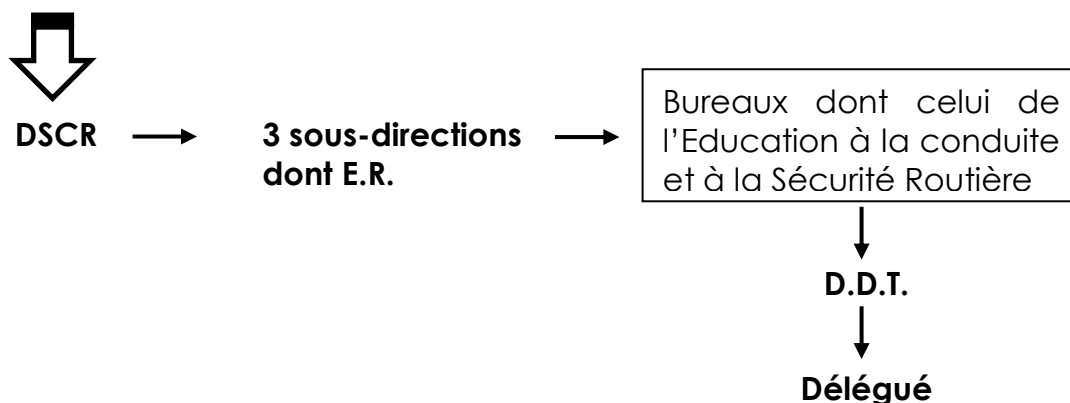 DSCR
3 sous-directions
dont E.R.
Bureaux dont celui de
l'Education à la conduite
et à la Sécurité Routière
D.D.T.
Délégué